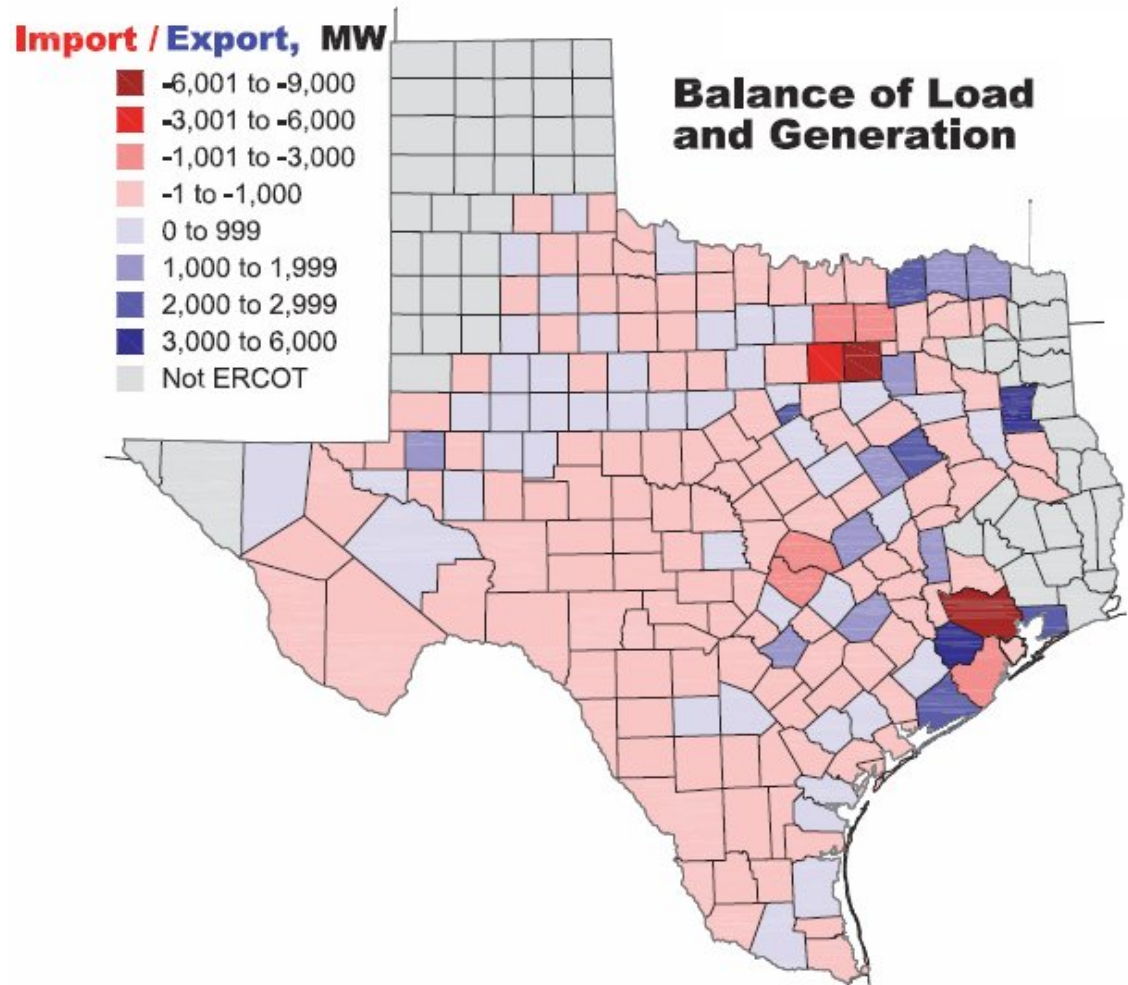 Import / Export, MW
-6,001 to -9,000
-3,001 to -6,000
-1,001 to -3,000
-1 to -1,000
0 to 999
1,000 to 1,999
2,000 to 2,999
3,000 to 6,000
Not ERCOT
Balance of Load
and Generation